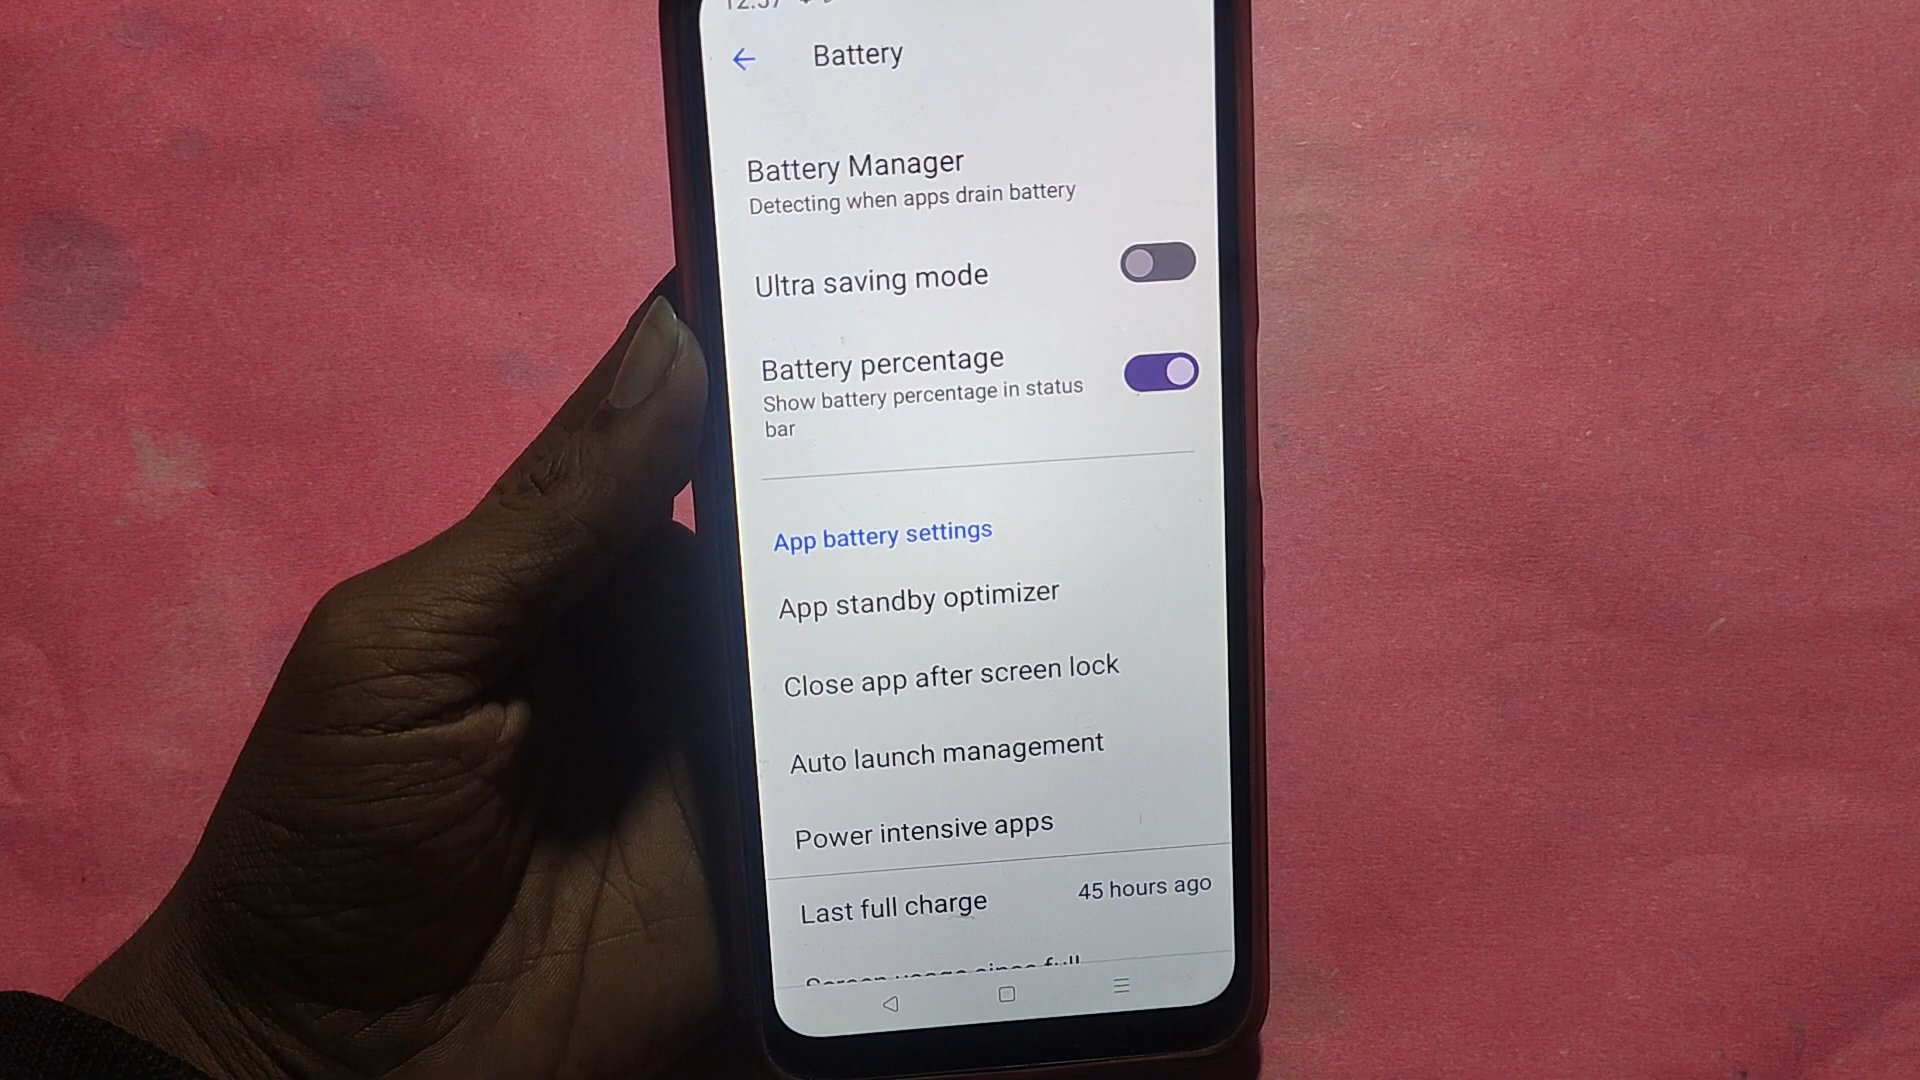 Battery
Battery Manager
Detecting when apps drain battery
Ultra saving mode
Battery percentage
Show battery percentage in status
bar
App battery settings
App standby optimizer
Close app after screen lock
Auto launch management
Power intensive apps
Last full charge 45 hours ago